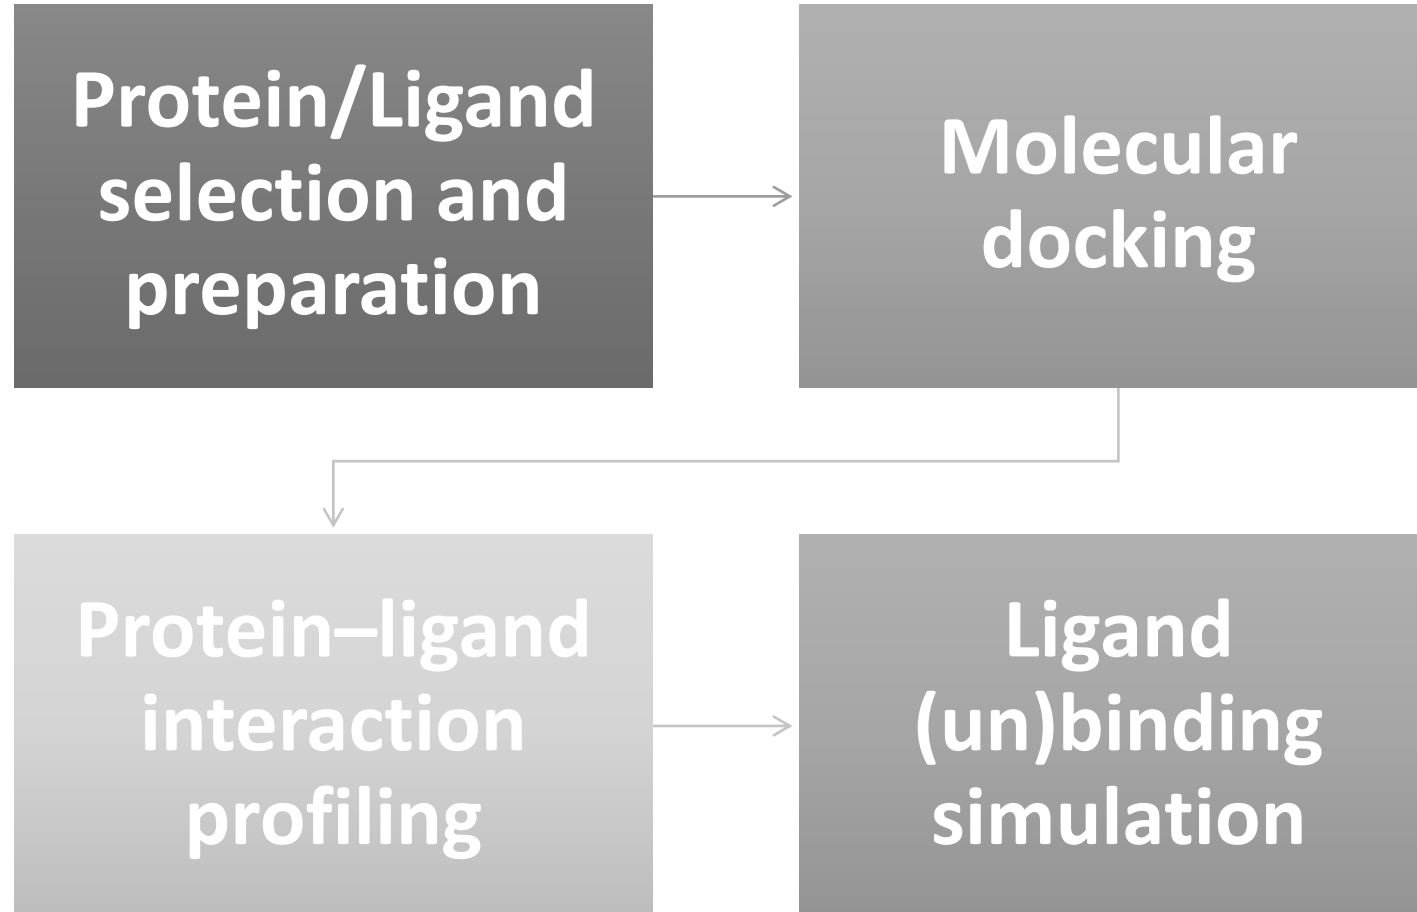 Protein/Ligand
selection and
preparation
Molecular
docking
Protein–ligand
interaction
profiling
Ligand
(un)binding
simulation